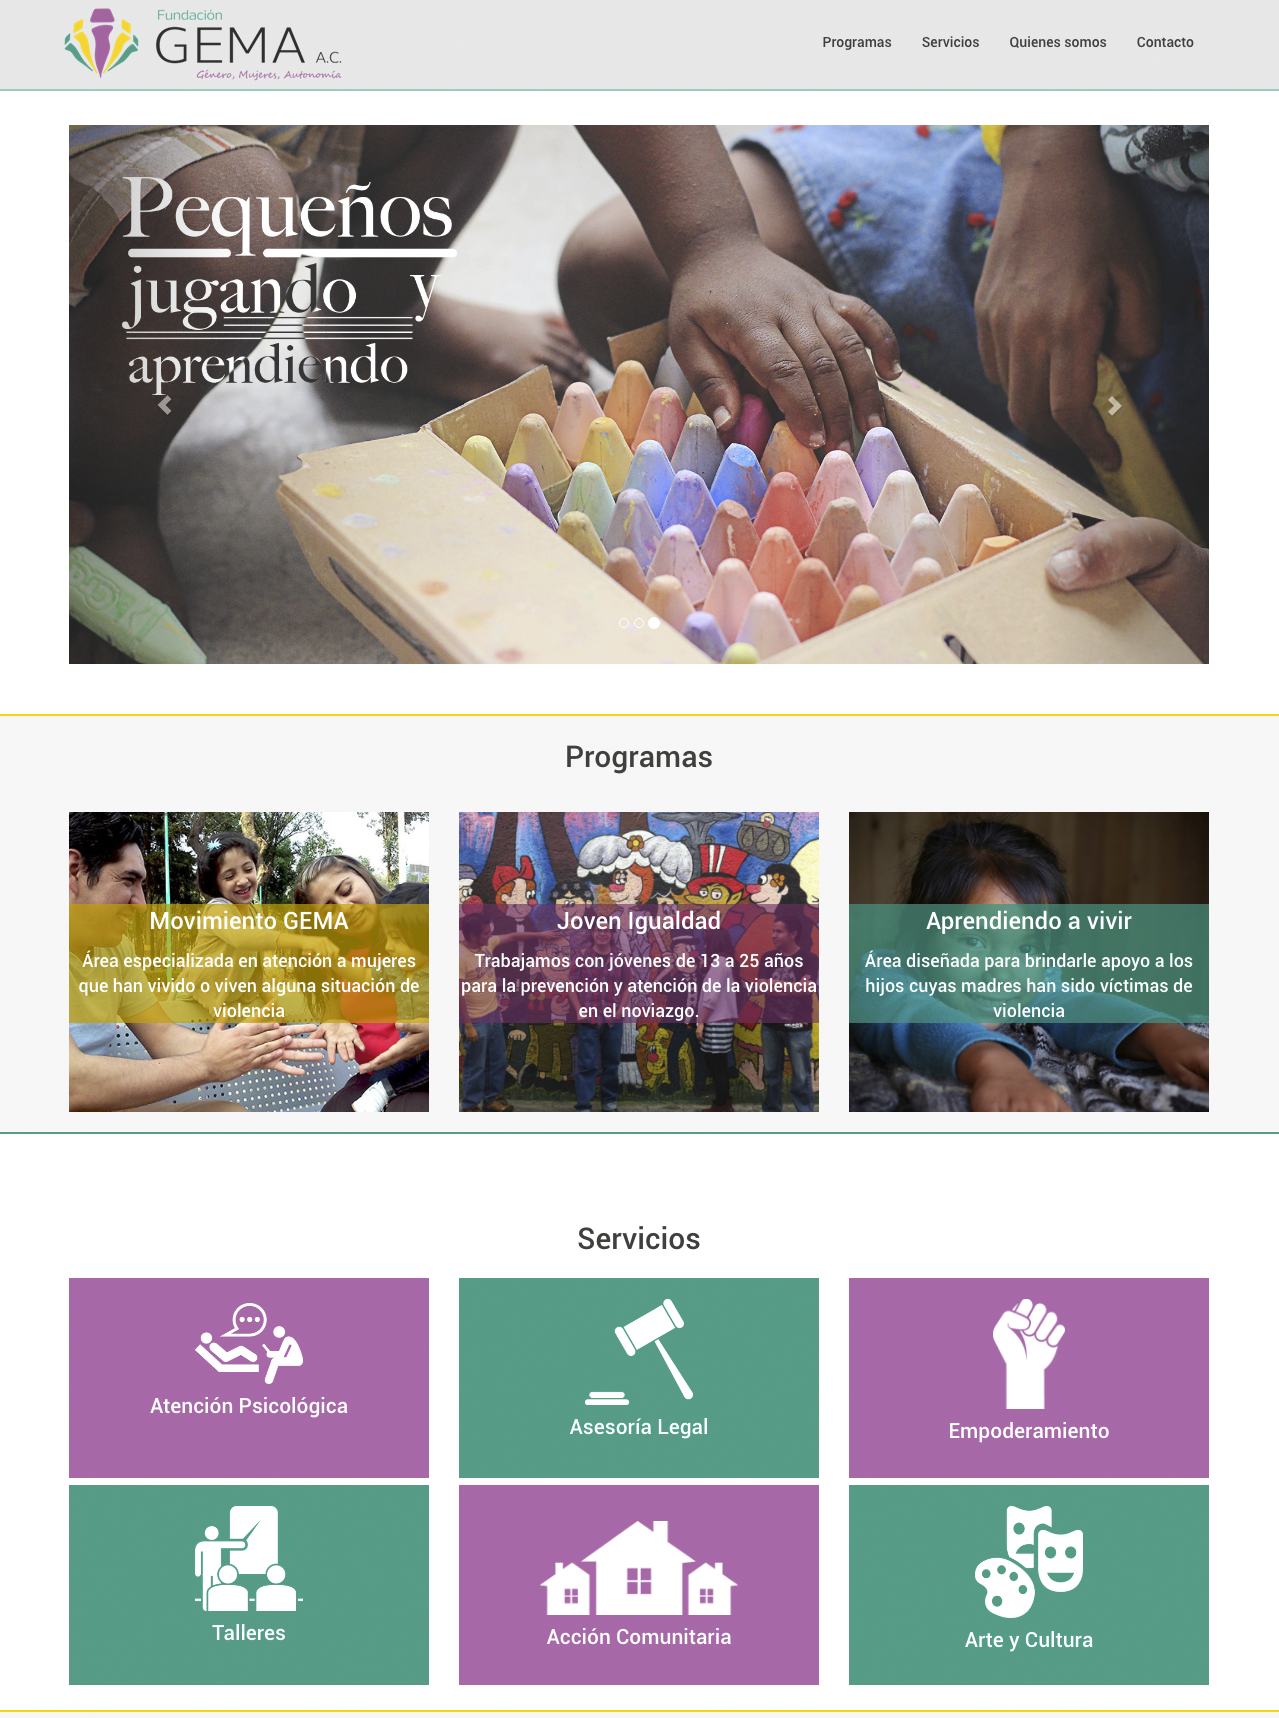 Fundación
GEMA A.C.
Género, Mujeres, Autonomía
Programas Servicios Quienes somos Contacto
Pequeños
jugando y
aprendiendo
Programas
Movimiento GEMA
Área especializada en atención a mujeres
que han vivido o viven alguna situación de
violencia
Joven Igualdad
Trabajamos con jóvenes de 13 a 25 años
para la prevención y atención de la violencia
en el noviazgo.
Aprendiendo a vivir
Área diseñada para brindarle apoyo a los
hijos cuyas madres han sido víctimas de
violencia
Servicios
Atención Psicológica
Asesoría Legal
Empoderamiento
Talleres
Acción Comunitaria
Arte y Cultura